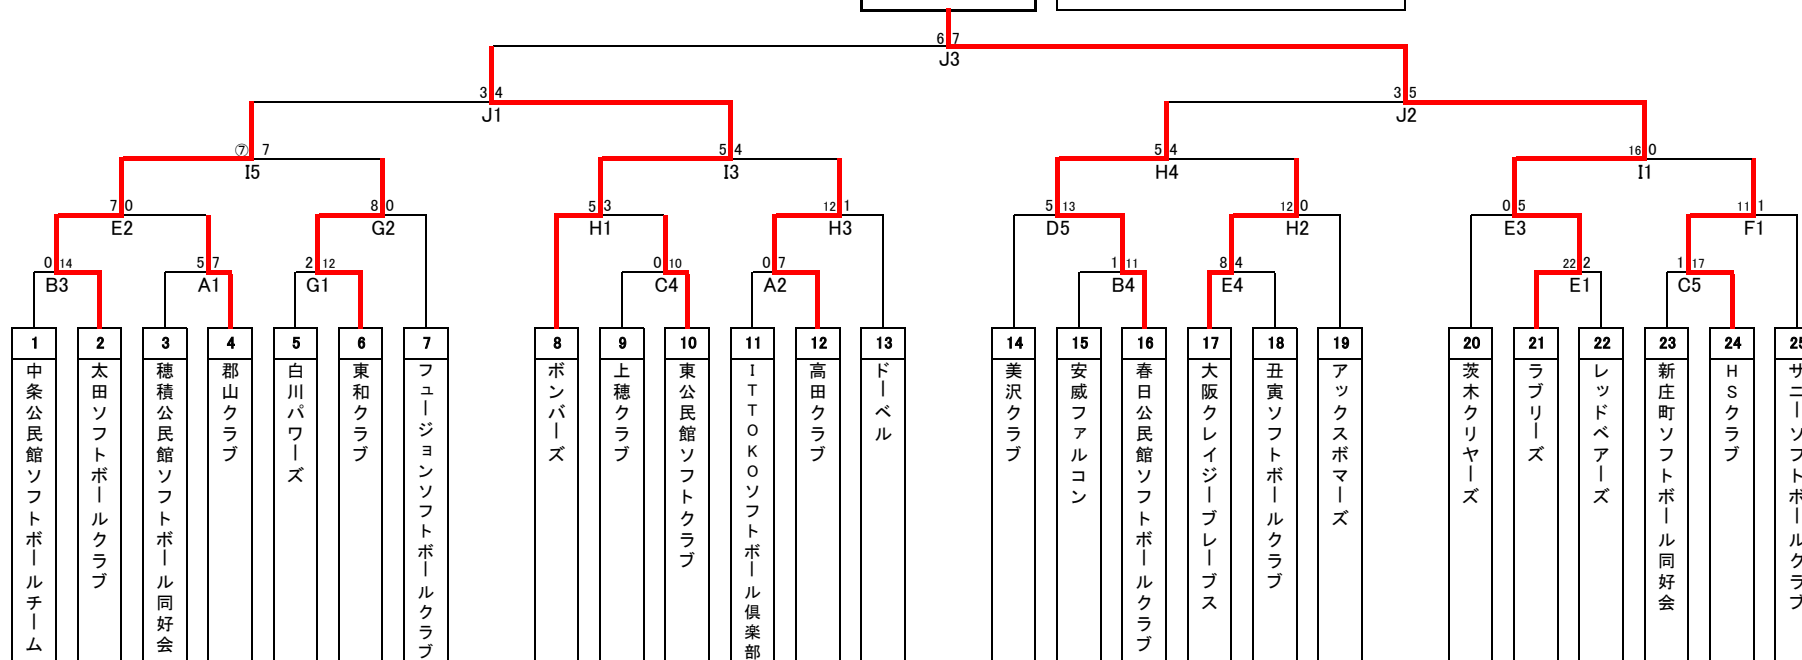 6 7
J3
3 4
J1
3 5
J2
⑦ 7
I5
5 4
I3
5 4
H4
16 0
I1
7 0
E2
8 0
G2
5 3
H1
12 1
H3
5 13
D5
12 0
H2
0 5
E3
11 1
F1
0 14
B3
5 7
A1
2 12
G1
0 10
C4
0 7
A2
1 11
B4
8 4
E4
22 2
E1
1 17
C5
1
中条公民館ソフトボールチーム
2
太田ソフトボールクラブ
3
穂積公民館ソフトボール同好会
4
郡山クラブ
5
白川パワーズ
6
東和クラブ
7
フュージョンソフトボールクラブ
8
ボンバーズ
9
上穂クラブ
10
東公民館ソフトクラブ
11
ITTOKOソフトボール倶楽部
12
高田クラブ
13
ドーベル
14
美沢クラブ
15
安威ファルコン
16
春日公民館ソフトボールクラブ
17
大阪クレイジーブレーブス
18
丑寅ソフトボールクラブ
19
アックスボマーズ
20
茨木クリヤーズ
21
ラブリーズ
22
レッドベアーズ
23
新庄町ソフトボール同好会
24
HSクラブ
25
サニーソフトボールクラブ